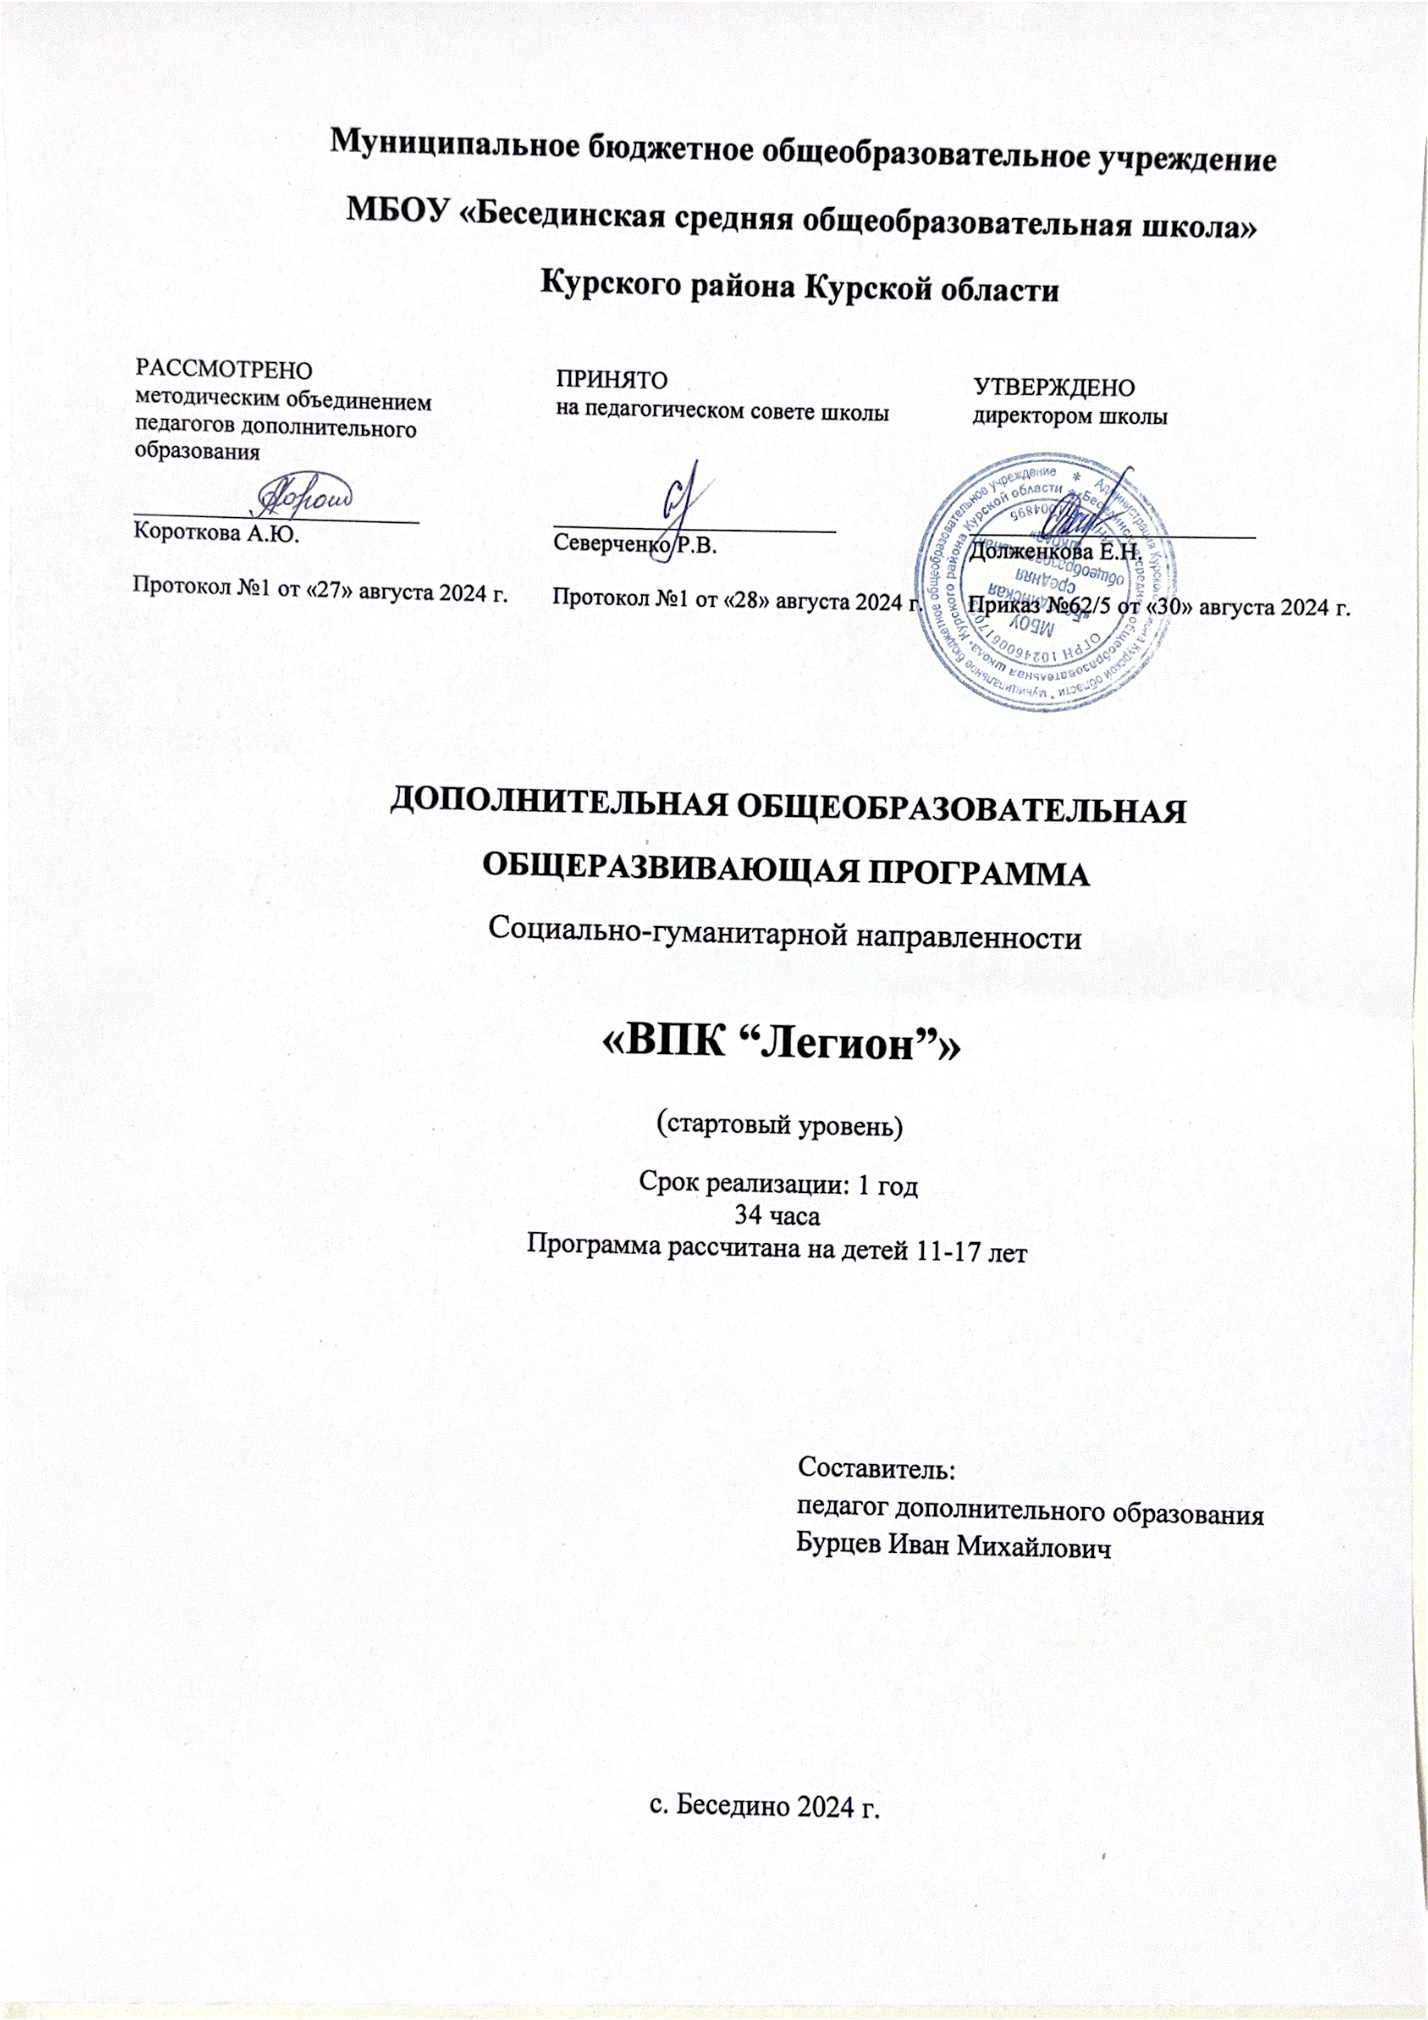 Муниципальное бюджетное общеобразовательное учреждение
МБОУ «Беседински средняя общеобразовательная школа»
Курского района Курской области
РАССМОТРЕНО
методическим объединением
педагогов дополнительного
образования
Короткова А.Ю.
Протокол №1 от «27» августа 2024 г.
ПРИНЯТО
на педагогическом совете школы
Северченко Р.В.
Протокол №1 от «28» августа 2024 г.
УТВЕРЖДЕНО
директором школы
Долженкова Е.Н.
Приказ №62/5 от «30» августа 2024 г.
МБОУ
средняя
ДОПОЛНИТЕЛЬНАЯ ОБЩЕОБРАЗОВАТЕЛЬНАЯ
ОБЩЕРАЗВИВАЮЩАЯ ПРОГРАММА
Социально-гуманитарной направленности
«ВПК “Легион”»
(стартовый уровень)
Срок реализации: 1 год
34 часа
Программа рассчитана на детей 11-17 лет
Составитель:
педагог дополнительного образования
Бурцев Иван Михайлович
с. Беседино 2024 г.